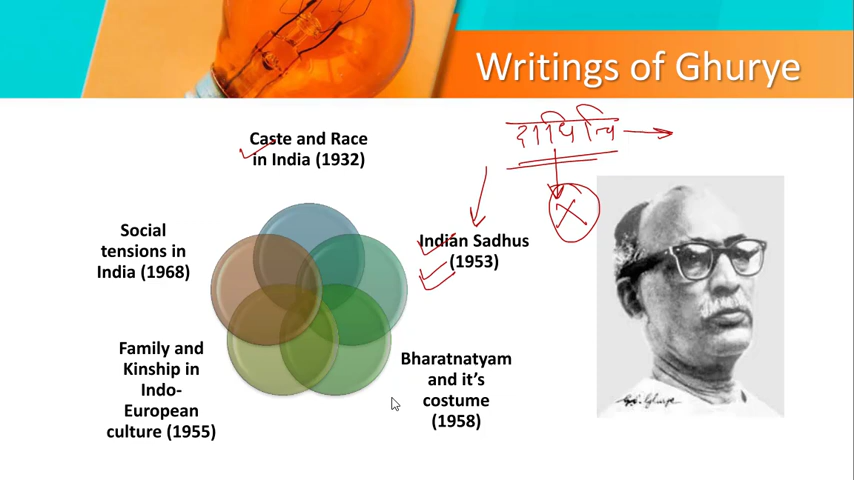 Writings of Ghurye
Caste and Race
in India (1932)
Social
tensions in
India (1968)
Indian Sadhus
(1953)
Family and
Kinship in
Indo-
European
culture (1955)
Bharatnatyam
and it's
costume
(1958)
G.S. Ghurye